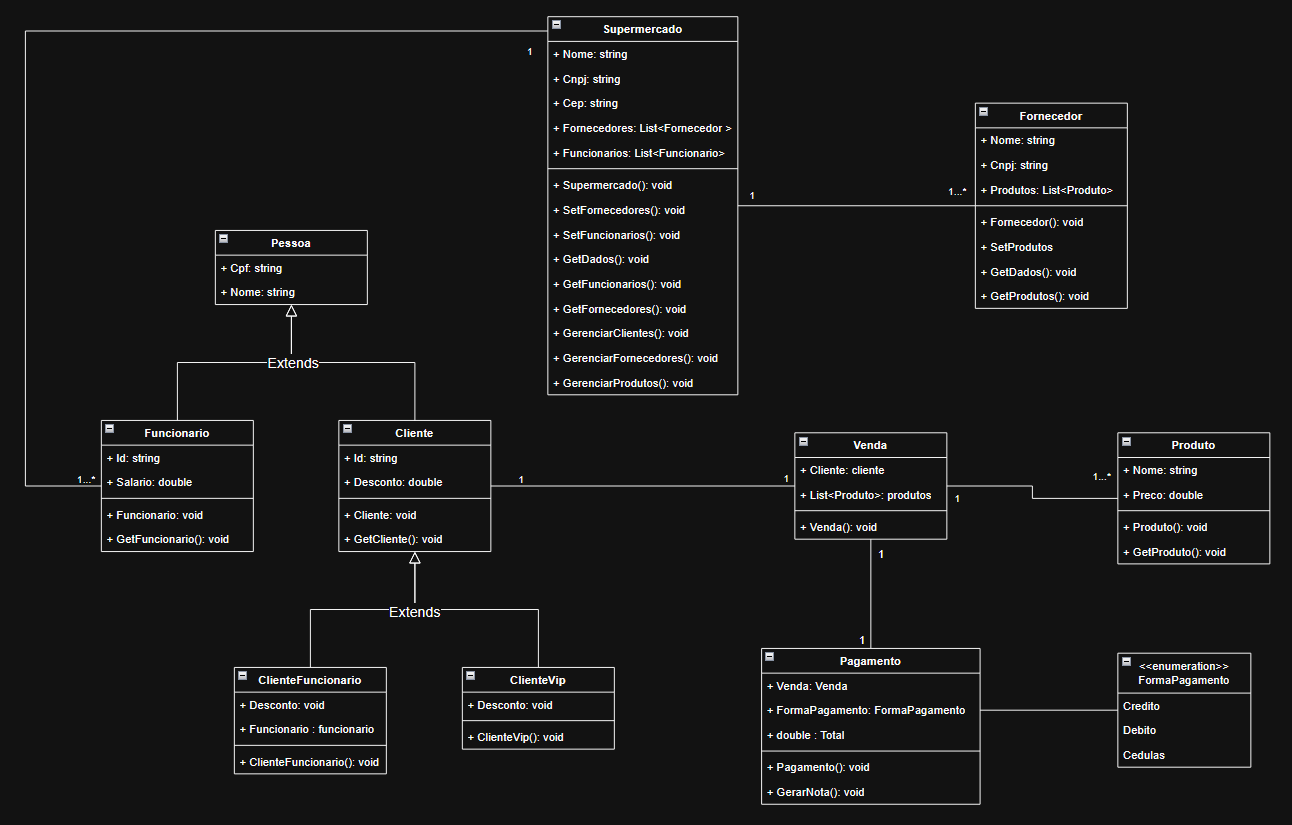 Supermercado
1
+ Nome: string
+ Cnpj: string
+ Cep: string
+ Fornecedores: List<Fornecedor >
+ Funcionarios: List<Funcionario>
+ Supermercado(): void
+ SetFornecedores(): void
+ SetFuncionarios(): void
+ GetDados(): void
+ GetFuncionarios(): void
+ GetFornecedores(): void
+ GerenciarClientes(): void
+ GerenciarFornecedores(): void
+ GerenciarProdutos(): void
1
1...*
Fornecedor
+ Nome: string
+ Cnpj: string
+ Produtos: List<Produto>
+ Fornecedor(): void
+ SetProdutos
+ GetDados(): void
+ GetProdutos(): void
Pessoa
+ Cpf: string
+ Nome: string
Extends
1...*
Funcionario
+ Id: string
+ Salario: double
+ Funcionario: void
+ GetFuncionario(): void
Cliente
+ Id: string
+ Desconto: double
+ Cliente: void
+ GetCliente(): void
1
1
Venda
+ Cliente: cliente
+ List<Produto>: produtos
+ Venda(): void
1
1...*
Produto
+ Nome: string
+ Preco: double
+ Produto(): void
+ GetProduto(): void
1
1
Extends
ClienteFuncionario
+ Desconto: void
+ Funcionario : funcionario
+ ClienteFuncionario(): void
ClienteVip
+ Desconto: void
+ ClienteVip(): void
Pagamento
+ Venda: Venda
+ FormaPagamento: FormaPagamento
+ double : Total
+ Pagamento(): void
+ GerarNota(): void
<<enumeration>>
FormaPagamento
Credito
Debito
Cedulas